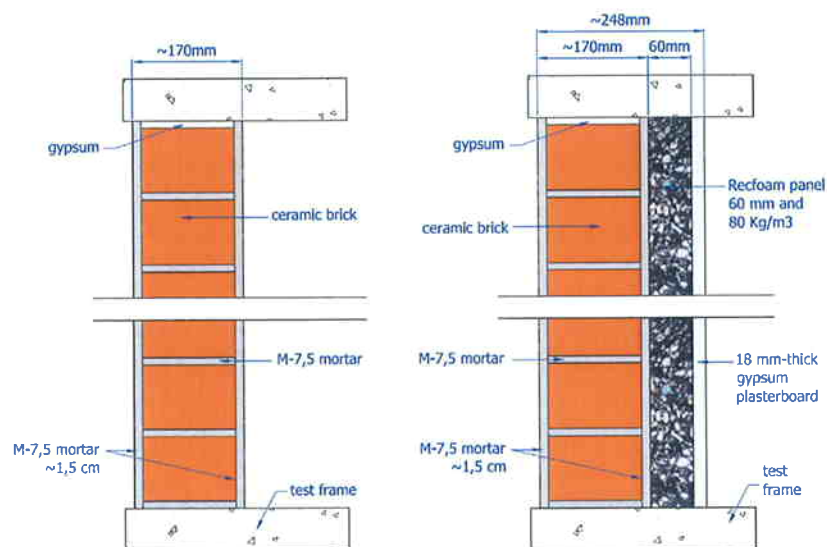 ~170mm
gypsum
ceramic brick
M-7,5 mortar
M-7,5 mortar
~1,5 cm
test frame
~248mm
~170mm
60mm
gypsum
Recfoam panel
60 mm and
80 Kg/m3
ceramic brick
M-7,5 mortar
18 mm-thick
gypsum
plasterboard
M-7,5 mortar
~1,5 cm
test
frame